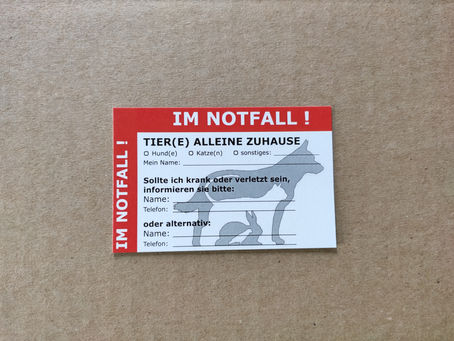 IM NOTFALL !
IM NOTFALL !
TIER(E) ALLEINE ZUHAUSE
O Hund(e) O Katze(n) O sonstiges:
Mein Name:
Sollte ich krank oder verletzt sein,
informieren sie bitte:
Name:
Telefon:
oder alternativ:
Name:
Telefon: